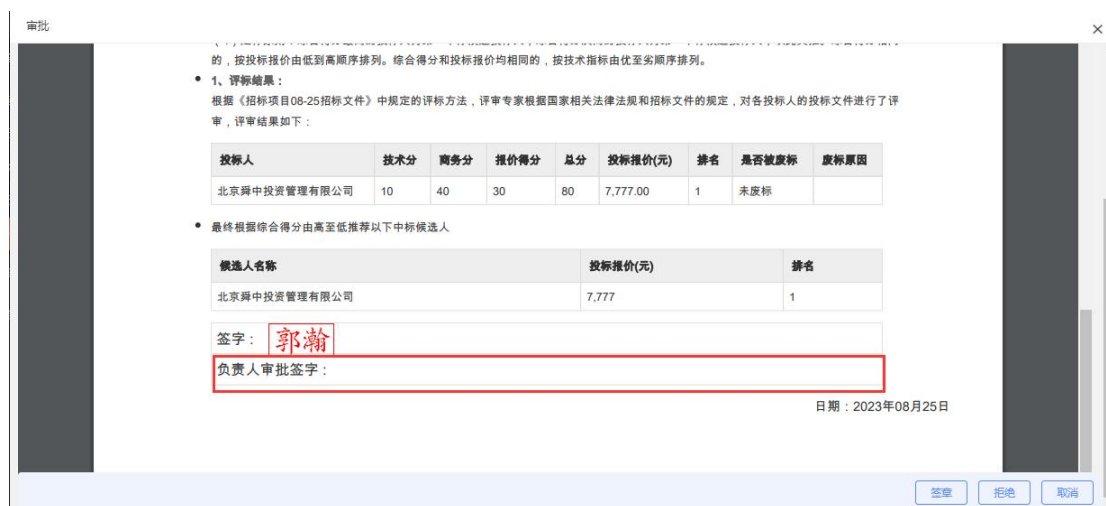 审批
的，按投标报价由低到高顺序排列。综合得分和投标报价均相同的，按技术指标由优至劣顺序排列。
1、评标结果：
根据《招标项目08-25招标文件》中规定的评标方法，评审专家根据国家相关法律法规和招标文件的规定，对各投标人的投标文件进行了评
审，评审结果如下：
投标人 技术分 商务分 报价得分 总分 投标报价(元) 排名 是否被废标 废标原因
北京舜中投资管理有限公司 10 40 30 80 7,777.00 1 未废标
最终根据综合得分由高至低推荐以下中标候选人
候选人名称 投标报价(元) 排名
北京舜中投资管理有限公司 7,777 1
签字： 郭瀚
负责人审批签字：
日期：2023年08月25日
签章 拒绝 取消